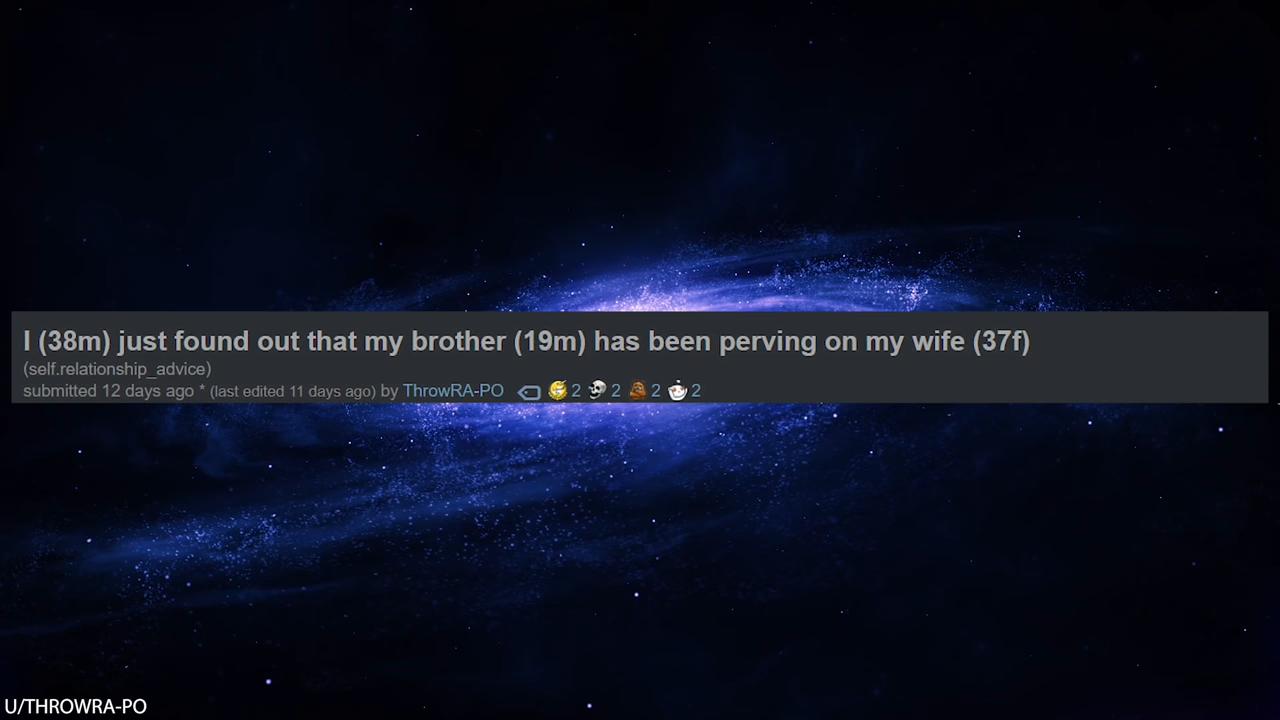 I (38m) just found out that my brother (19m) has been perving on my wife (37f)
(self.relationship_advice)
submitted 12 days ago * (last edited 11 days ago) by ThrowRA-PO 2 2 2 2
U/THROWRA-PO